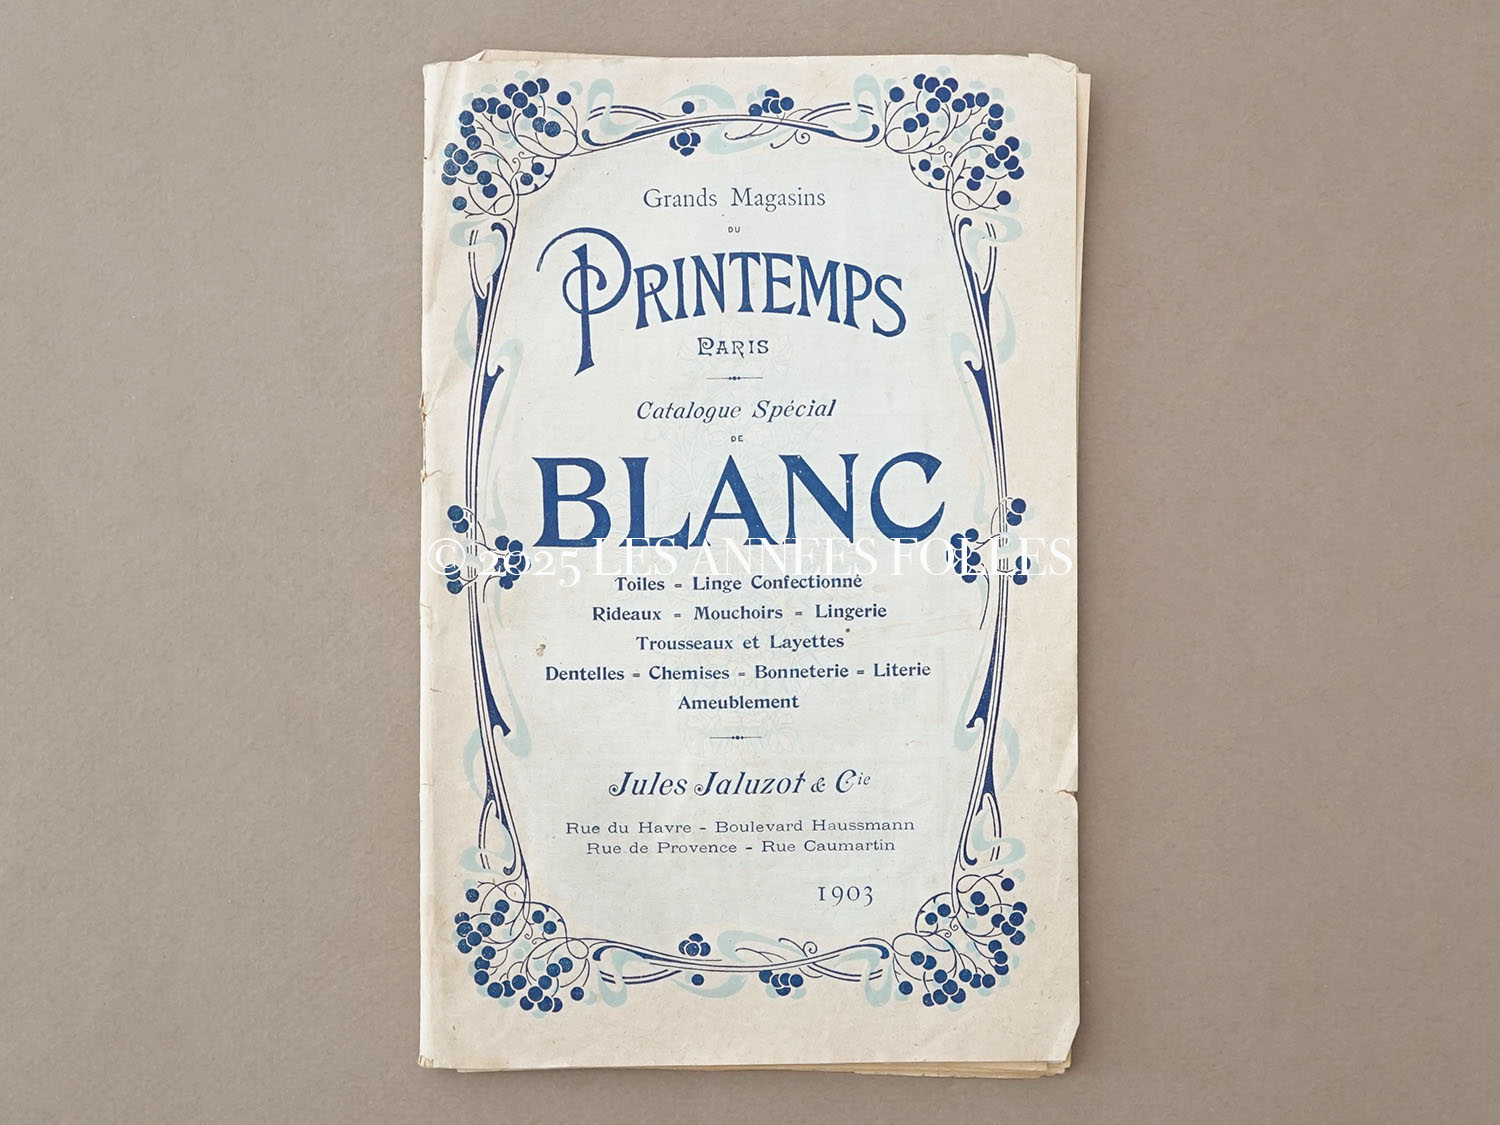 Grands Magasins
DU
PRINTEMPS
PARIS
Catalogue Spécial
DE
BLANC
© 2025 LES ANNEES FOLLES
Toiles = Linge Confectionné
Rideaux = Mouchoirs = Lingerie
Trousseaux et Layettes
Dentelles = Chemises = Bonneterie = Literie
Ameublement
Jules Jaluzot & Cie
Rue du Havre - Boulevard Haussmann
Rue de Provence - Rue Caumartin
1903